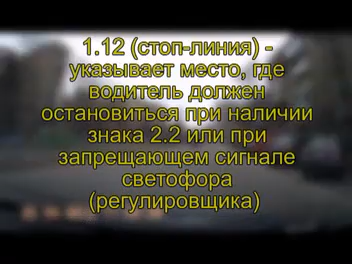 1.12 (стоп-линия) -
указывает место, где
водитель должен
остановиться при наличии
знака 2.2 или при
запрещающем сигнале
светофора
(регулировщика)